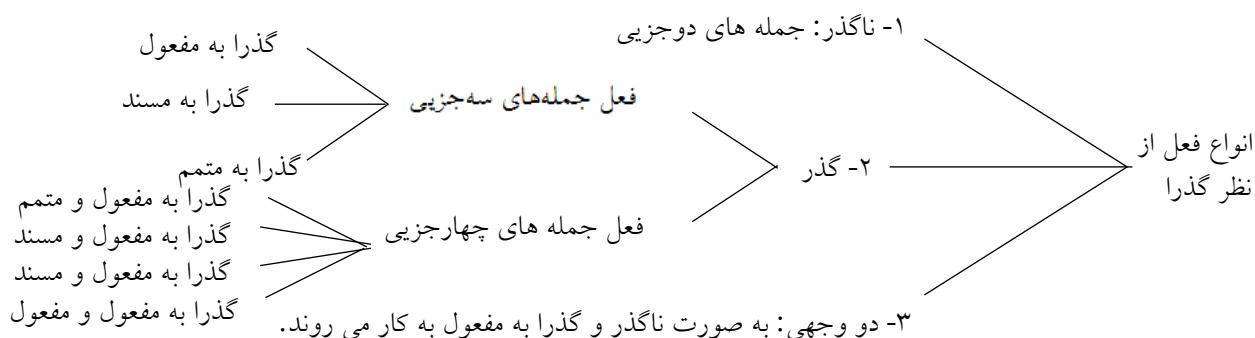 انواع فعل از
نظر گذرا
۱- ناگذر: جمله های دوجزیی
۲- گذر
فعل جمله‌های سه‌جزیی
گذرا به مفعول
گذرا به مسند
گذرا به متمم
فعل جمله های چهارجزیی
گذرا به مفعول و متمم
گذرا به مفعول و مسند
گذرا به مفعول و مسند
گذرا به مفعول و مفعول
۳- دو وجهی: به صورت ناگذر و گذرا به مفعول به کار می روند.